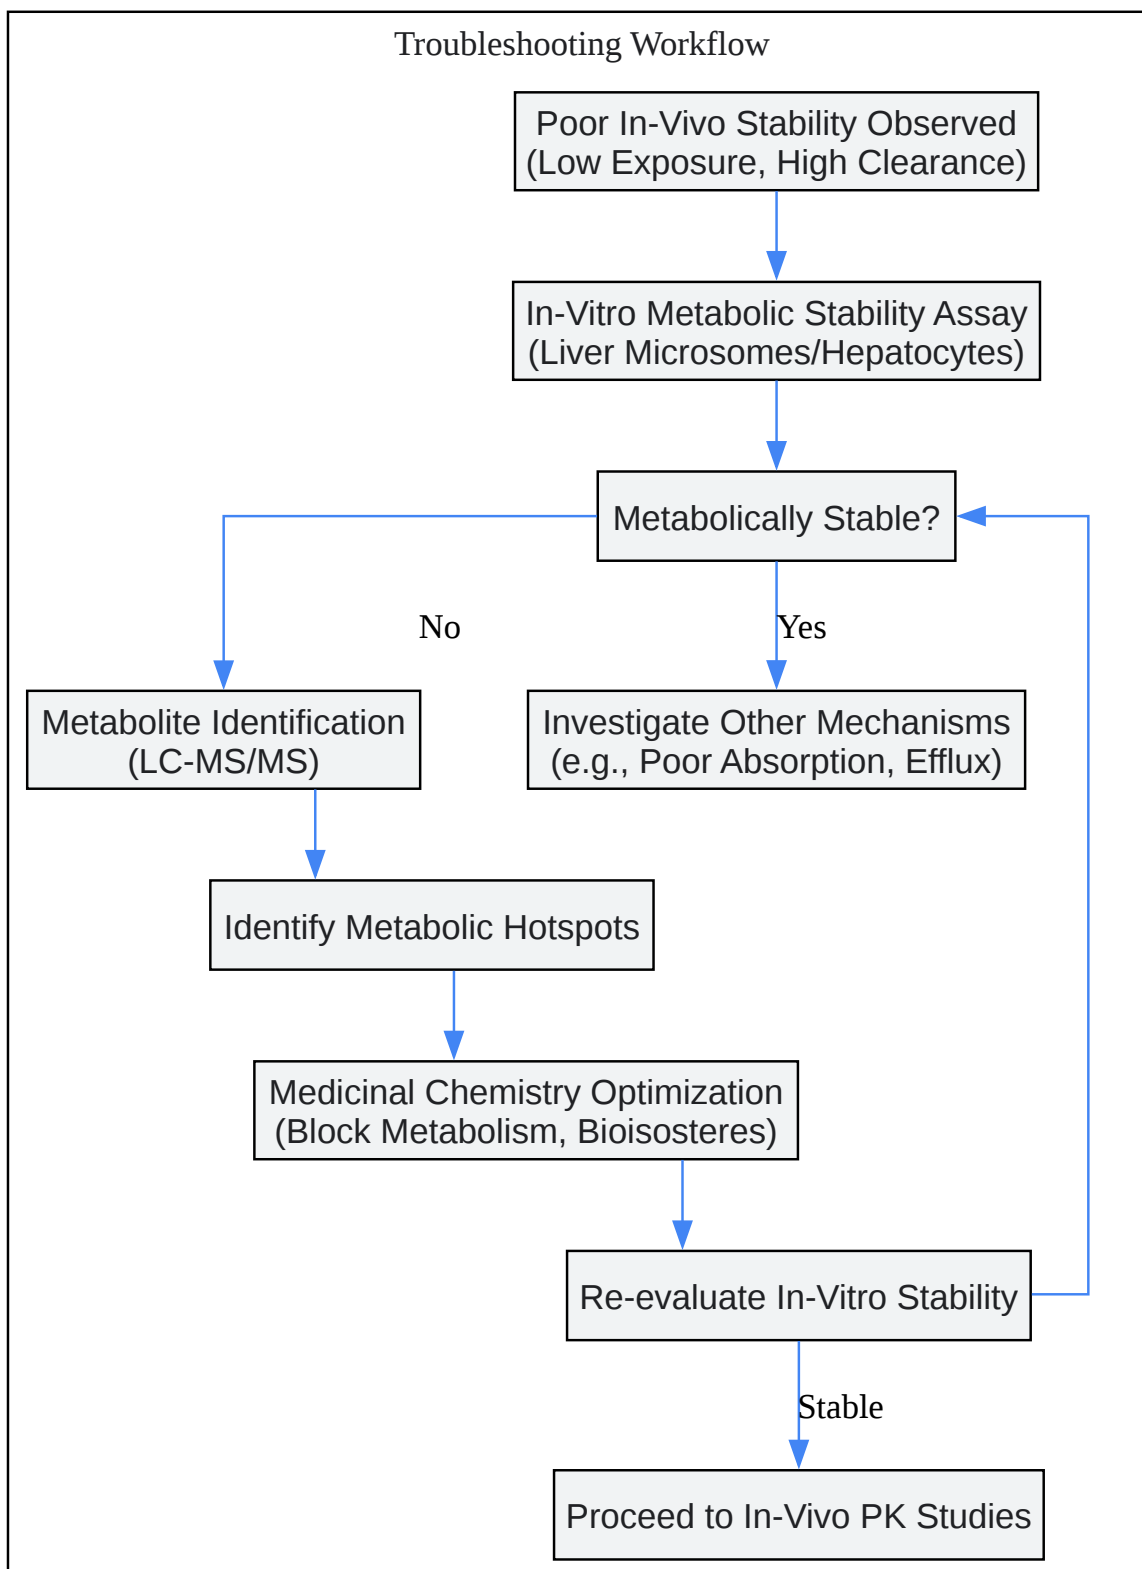 Troubleshooting Workflow
Poor In-Vivo Stability Observed
(Low Exposure, High Clearance)
In-Vitro Metabolic Stability Assay
(Liver Microsomes/Hepatocytes)
Metabolically Stable?
No
Yes
Metabolite Identification
(LC-MS/MS)
Investigate Other Mechanisms
(e.g., Poor Absorption, Efflux)
Identify Metabolic Hotspots
Medicinal Chemistry Optimization
(Block Metabolism, Bioisosteres)
Re-evaluate In-Vitro Stability
Stable
Proceed to In-Vivo PK Studies